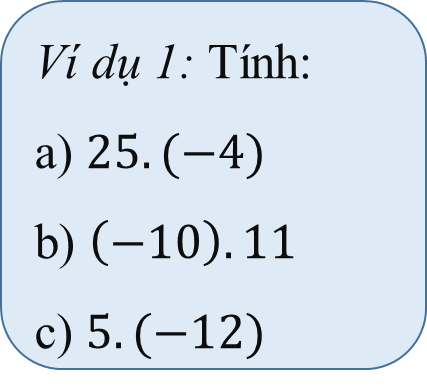 Ví dụ 1: Tính:
a) 25. (−4)
b) (−10). 11
c) 5. (−12)